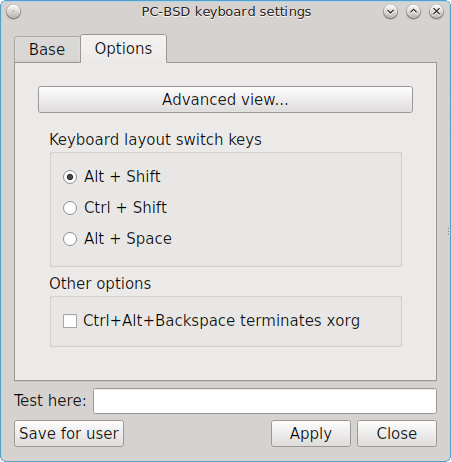 PC-BSD keyboard settings
Base Options
Advanced view...
Keyboard layout switch keys
Alt + Shift
Ctrl + Shift
Alt + Space
Other options
Ctrl+Alt+Backspace terminates xorg
Test here:
Save for user Apply Close